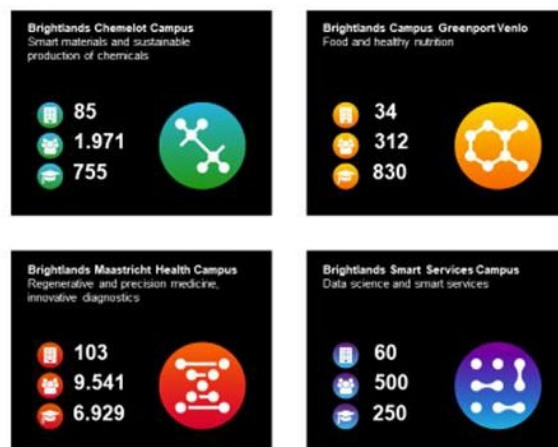 Brightlands Chemelot Campus
Smart materials and sustainable
production of chemicals
85
1.971
755
Brightlands Campus Greenport Venlo
Food and healthy nutrition
34
312
830
Brightlands Maastricht Health Campus
Regenerative and precision medicine,
innovative diagnostics
103
9.541
6.929
Brightlands Smart Services Campus
Data science and smart services
60
500
250